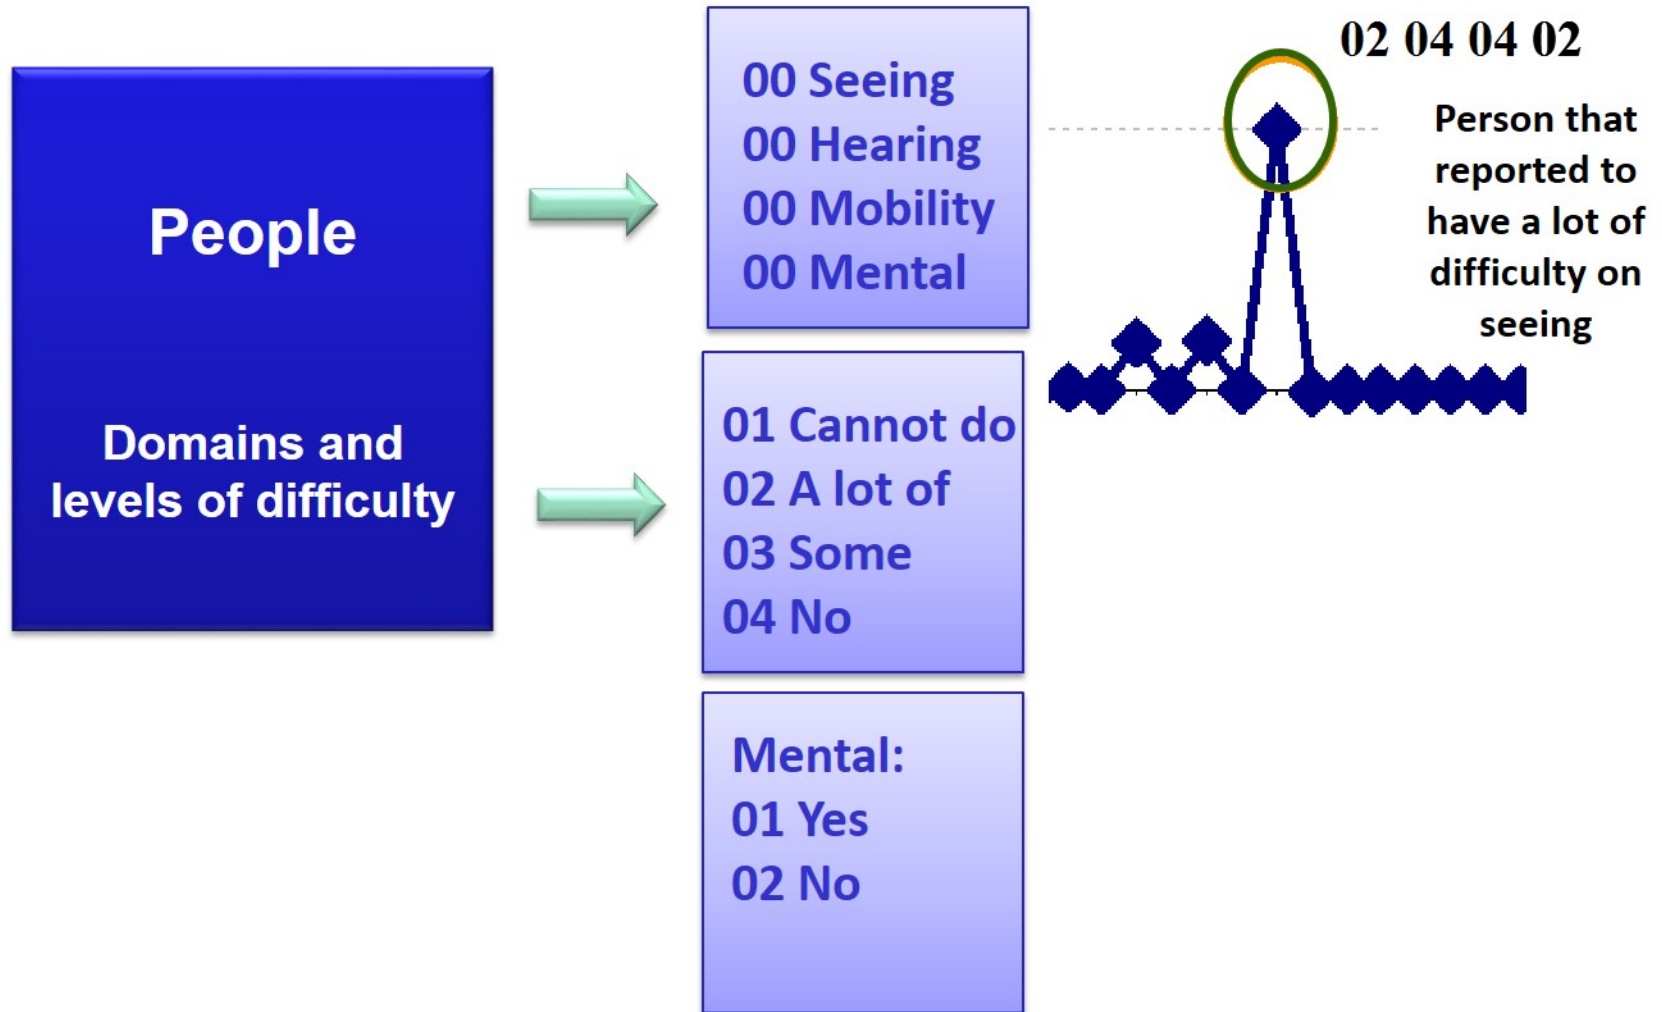 People
Domains and
levels of difficulty
00 Seeing
00 Hearing
00 Mobility
00 Mental
01 Cannot do
02 A lot of
03 Some
04 No
Mental:
01 Yes
02 No
02 04 04 02
Person that
reported to
have a lot of
difficulty on
seeing